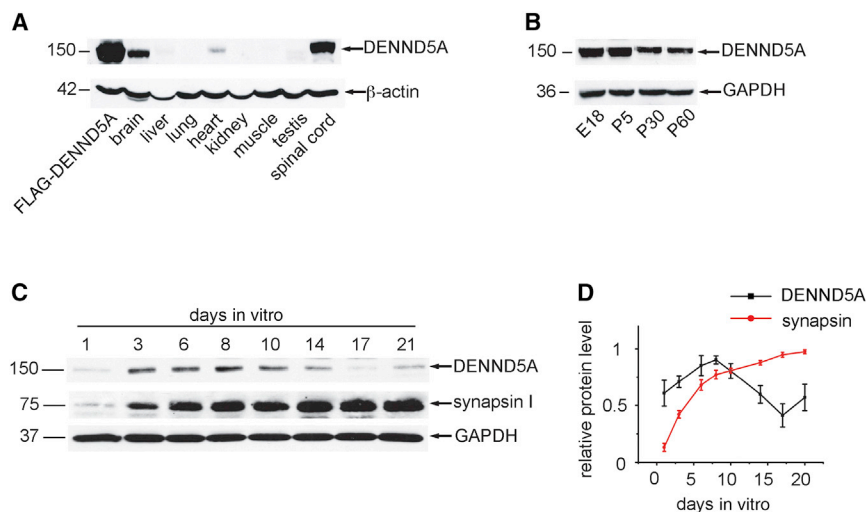 A
150
DENND5A
42
β-actin
FLAG-DENND5A
brain
liver
lung
heart
kidney
muscle
testis
spinal cord
B
150
DENND5A
36
GAPDH
E18
P5
P30
P60
C
days in vitro
1 3 6 8 10 14 17 21
150
DENND5A
75
synapsin I
37
GAPDH
D
DENND5A
synapsin
relative protein level
1
0.5
0
0 5 10 15 20
days in vitro